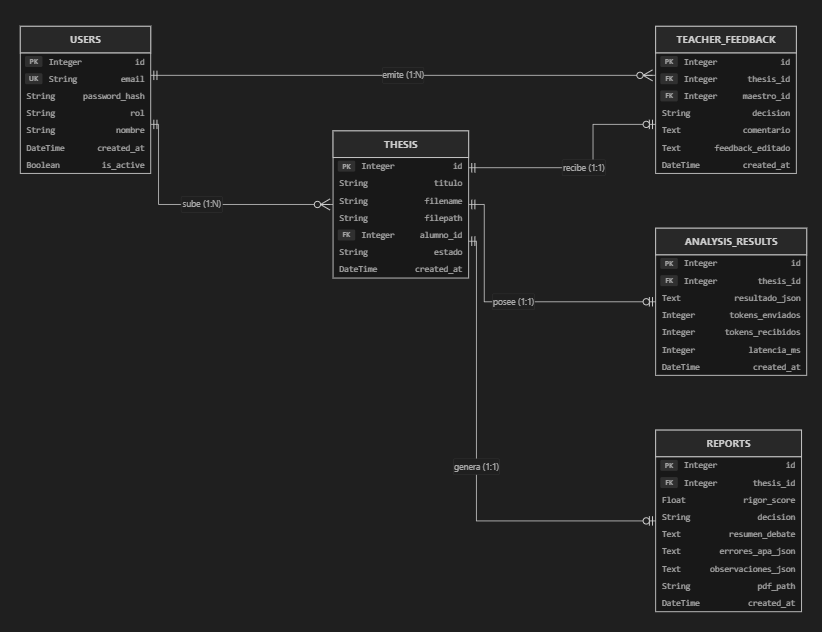 USERS
PK Integer id
UK String email
String password_hash
String rol
String nombre
DateTime created_at
Boolean is_active
emite (1:N)
TEACHER_FEEDBACK
PK Integer id
FK Integer thesis_id
FK Integer maestro_id
String decision
Text comentario
Text feedback_editado
DateTime created_at
sube (1:N)
THESIS
PK Integer id
String titulo
String filename
String filepath
FK Integer alumno_id
String estado
DateTime created_at
recibe (1:1)
posee (1:1)
ANALYSIS_RESULTS
PK Integer id
FK Integer thesis_id
Text resultado_json
Integer tokens_enviados
Integer tokens_recibidos
Integer latencia_ms
DateTime created_at
genera (1:1)
REPORTS
PK Integer id
FK Integer thesis_id
Float rigor_score
String decision
Text resumen_debate
Text errores_apa_json
Text observaciones_json
String pdf_path
DateTime created_at